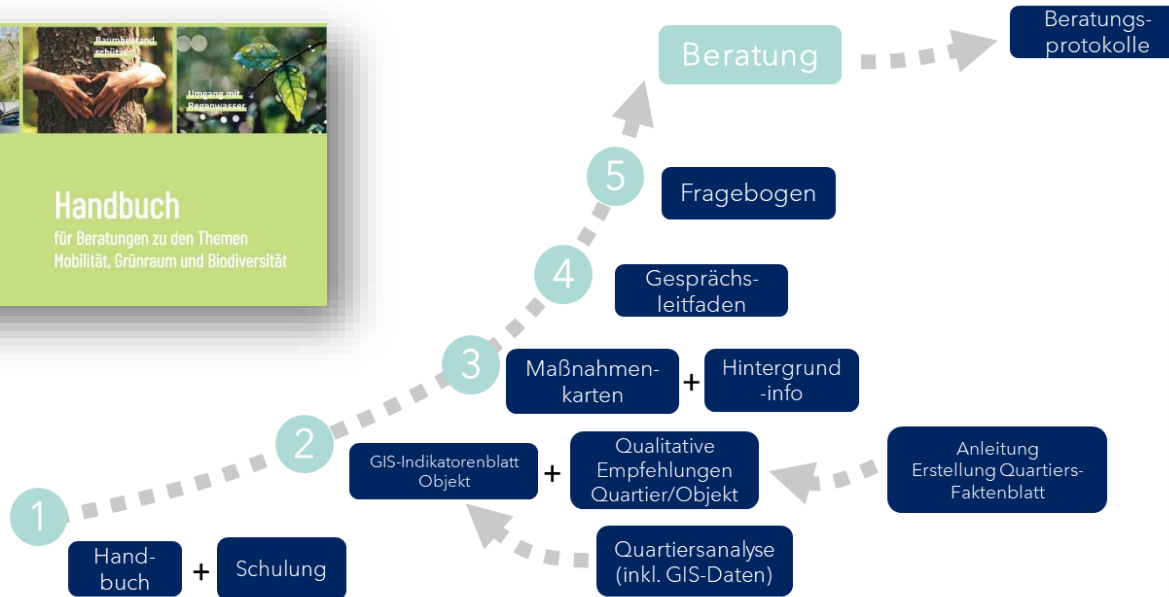 Baumbestand
schützen
Umgang mit
Regenwasser
Handbuch
für Beratungen zu den Themen
Mobilität, Grünraum und Biodiversität
Beratung
Beratungs-
protokolle
5
Fragebogen
4
Gesprächs-
leitfaden
3
Maßnahmen-
karten
+
Hintergrund
-info
2
GIS-Indikatorenblatt
Objekt
+
Qualitative
Empfehlungen
Quartier/Objekt
Anleitung
Erstellung Quartiers-
Faktenblatt
Quartiersanalyse
(inkl. GIS-Daten)
1
Hand-
buch
+
Schulung